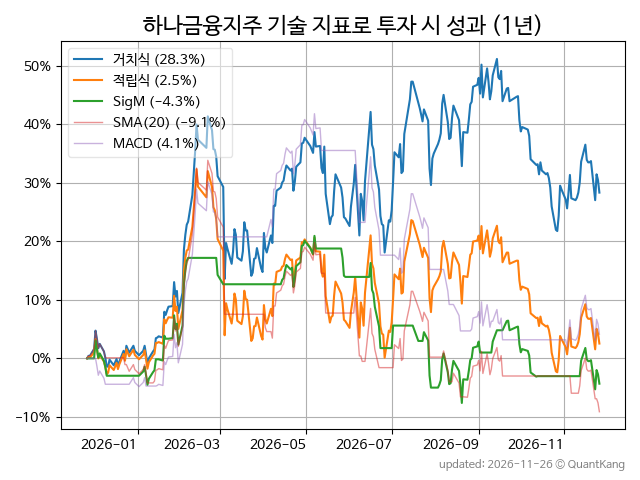 하나금융지주 기술 지표로 투자 시 성과 (1년)
거치식 (28.3%)
적립식 (2.5%)
SigM (−4.3%)
SMA(20) (−9.1%)
MACD (4.1%)
50%
40%
30%
20%
10%
0%
−10%
2026-01
2026-03
2026-05
2026-07
2026-09
2026-11
updated: 2026-11-26 ⓒ QuantKang